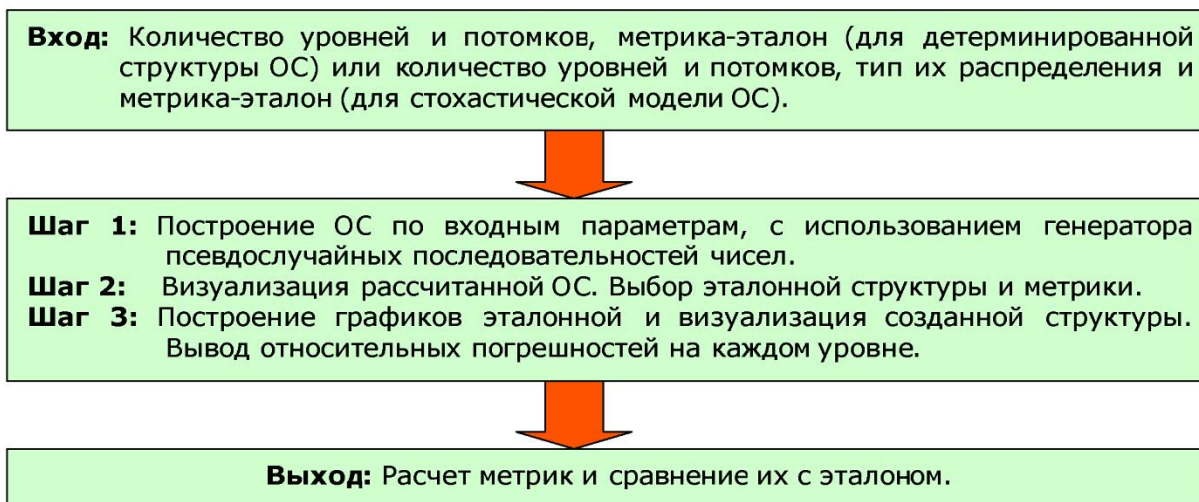 Вход: Количество уровней и потомков, метрика-эталон (для детерминированной
структуры ОС) или количество уровней и потомков, тип их распределения и
метрика-эталон (для стохастической модели ОС).
Шаг 1: Построение ОС по входным параметрам, с использованием генератора
псевдослучайных последовательностей чисел.
Шаг 2: Визуализация рассчитанной ОС. Выбор эталонной структуры и метрики.
Шаг 3: Построение графиков эталонной и визуализация созданной структуры.
Вывод относительных погрешностей на каждом уровне.
Выход: Расчет метрик и сравнение их с эталоном.